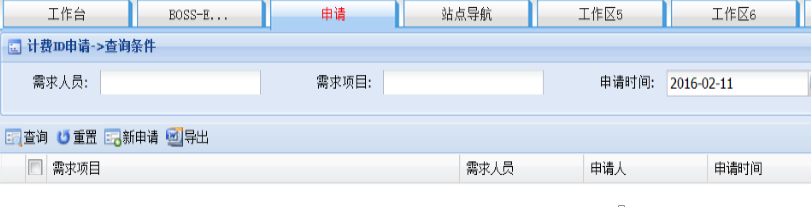 工作台 BOSS-E... 申请 站点导航 工作区5 工作区6
计费ID申请->查询条件
需求人员: 需求项目: 申请时间: 2016-02-11
查询 重置 新申请 导出
需求项目 需求人员 申请人 申请时间